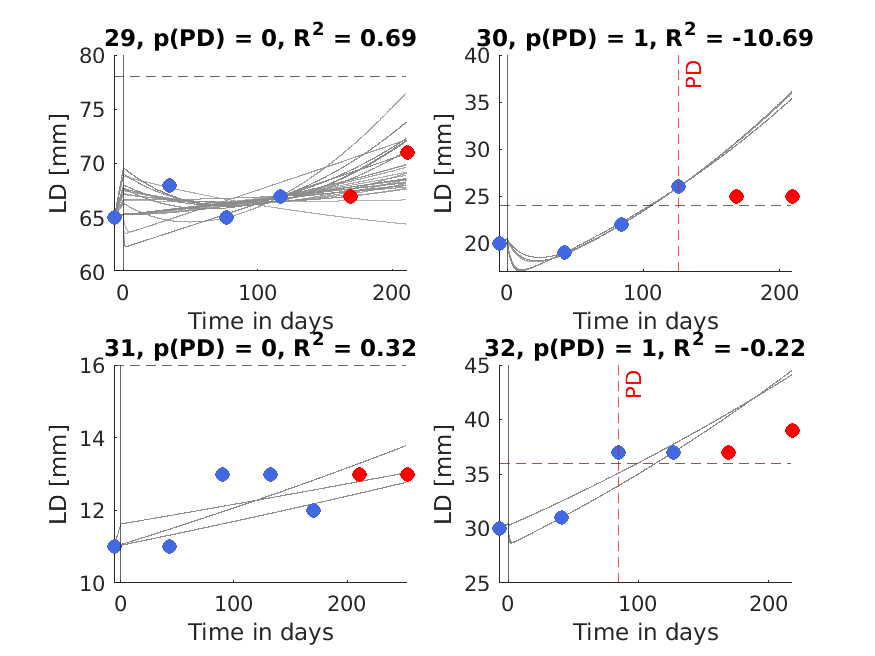 29, p(PD) = 0, R² = 0.69
80
75
70
65
60
LD [mm]
0 100 200
Time in days
30, p(PD) = 1, R² = -10.69
40
35
30
25
20
LD [mm]
PD
0 100 200
Time in days
31, p(PD) = 0, R² = 0.32
16
14
12
10
LD [mm]
0 100 200
Time in days
32, p(PD) = 1, R² = -0.22
45
40
35
30
25
LD [mm]
PD
0 100 200
Time in days